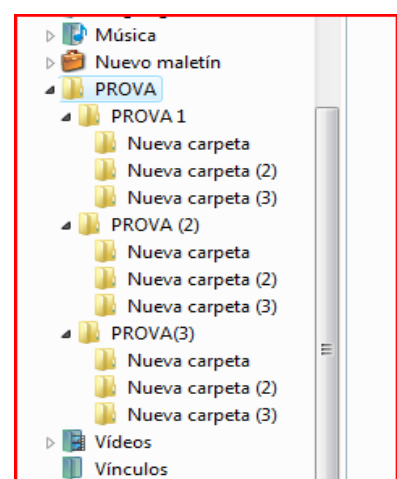 Música
Nuevo maletín
PROVA
PROVA 1
Nueva carpeta
Nueva carpeta (2)
Nueva carpeta (3)
PROVA (2)
Nueva carpeta
Nueva carpeta (2)
Nueva carpeta (3)
PROVA(3)
Nueva carpeta
Nueva carpeta (2)
Nueva carpeta (3)
Vídeos
Vínculos